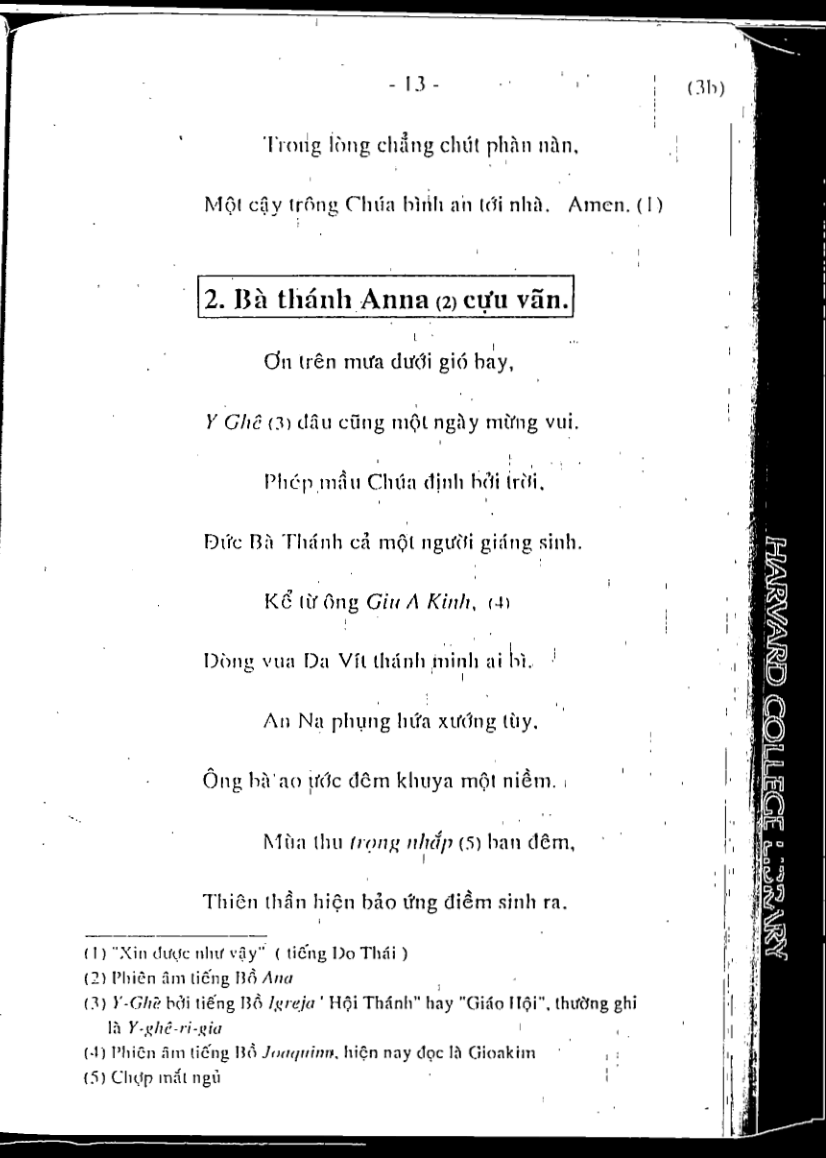 - 13 -
(3b)
Trong lòng chẳng chút phàn nàn,
Một cậy trông Chúa bình an tới nhà. Amen. (1)
2. Bà thánh Anna (2) cựu vãn.
Ơn trên mưa dưới gió bay,
Y Ghê (3) dâu cũng một ngày mừng vui.
Phép mầu Chúa định bởi trời,
Đức Bà Thánh cả một người giáng sinh.
Kể từ ông Giu A Kinh, (4)
Dòng vua Da Vít thánh minh ai bì.
An Na phụng hứa xướng tùy,
Ông bà ao ước đêm khuya một niềm.
Mùa thu trọng nhắp (5) ban đêm,
Thiên thần hiện bảo ứng điềm sinh ra.
(1) "Xin được như vậy" ( tiếng Do Thái )
(2) Phiên âm tiếng Bồ Ana
(3) Y-Ghê bởi tiếng Bồ Igreja ' Hội Thánh" hay "Giáo Hội", thường ghi
là Y-ghê-ri-gia
(4) Phiên âm tiếng Bồ Joaquinn, hiện nay đọc là Gioakim
(5) Chợp mắt ngủ
HARVARD COLLEGE LIBRARY